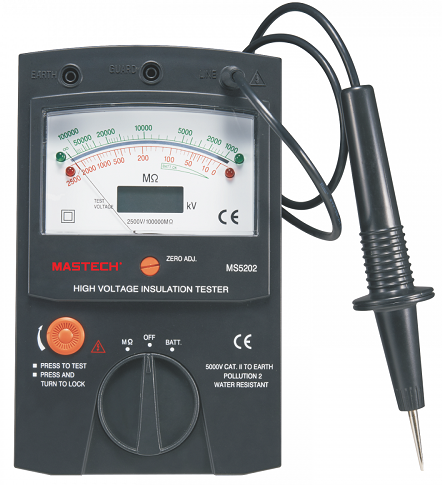 EARTH GUARD LINE
100000 50000 20000 10000 5000 2000 1000
2500 1000 500 200 100 50 10 0
MΩ
TEST
VOLTAGE
kV
2500V/100000MΩ
CE
MASTECH
ZERO ADJ.
MS5202
HIGH VOLTAGE INSULATION TESTER
MΩ OFF BATT.
CE
PRESS TO TEST
PRESS AND
TURN TO LOCK
5000V CAT. II TO EARTH
POLLUTION 2
WATER RESISTANT